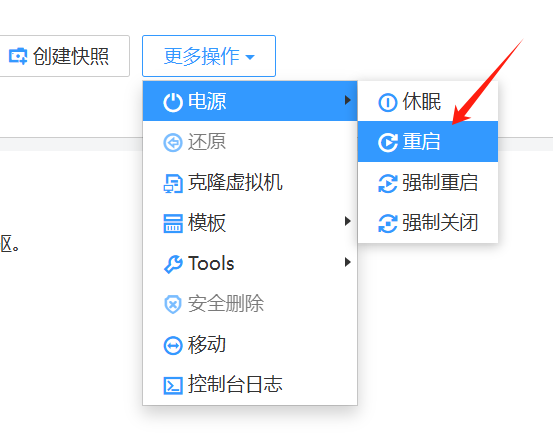 创建快照
更多操作
电源
还原
克隆虚拟机
模板
Tools
安全删除
移动
控制台日志
休眠
重启
强制重启
强制关闭
驱。